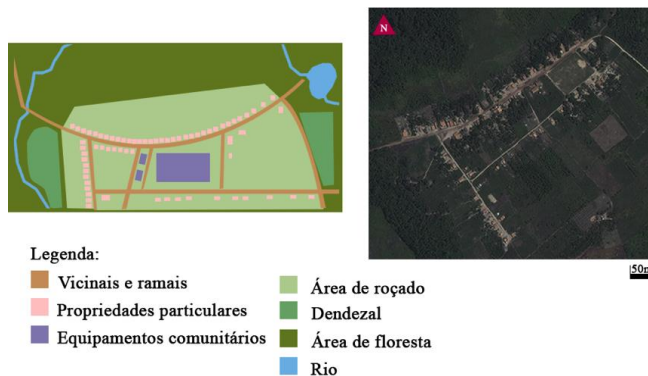 N
50m
Legenda:
Vicinais e ramais
Propriedades particulares
Equipamentos comunitários
Área de roçado
Dendezal
Área de floresta
Rio